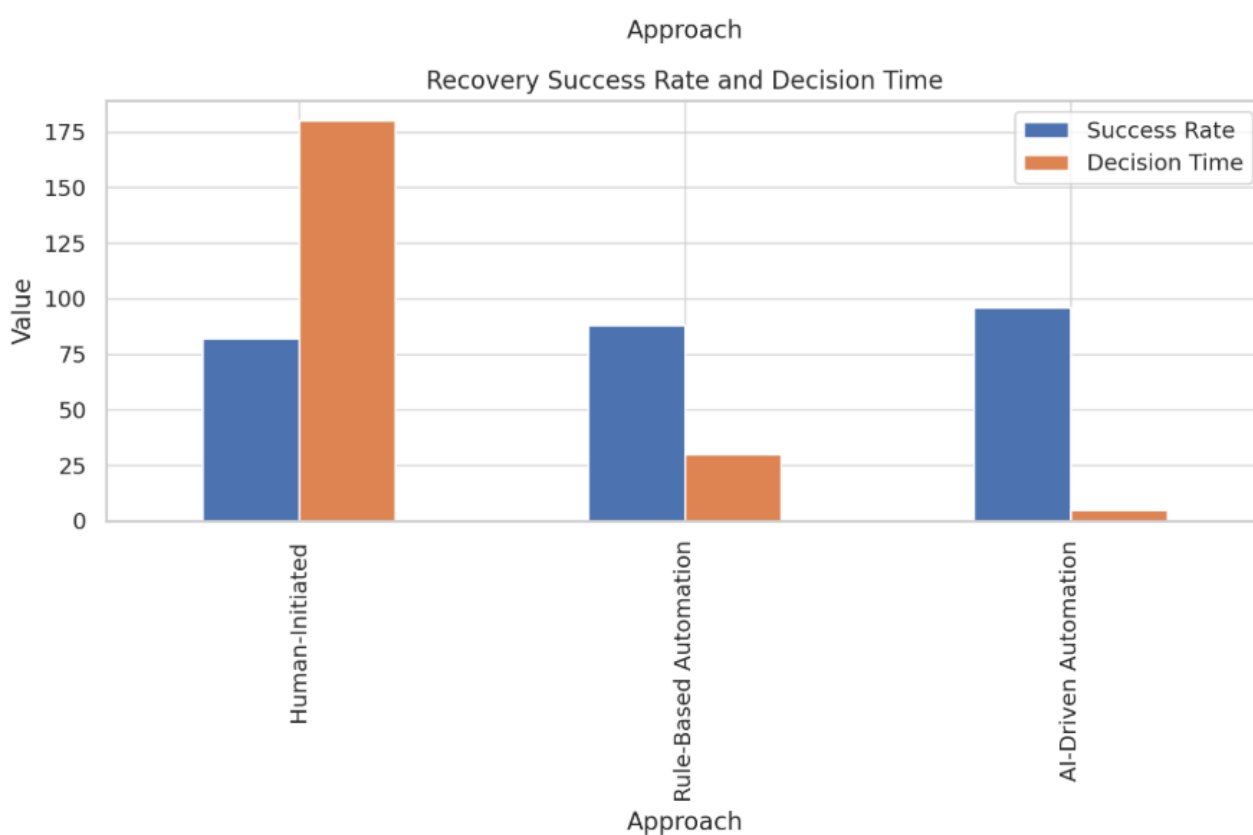 Approach
Recovery Success Rate and Decision Time
Success Rate
Decision Time
Value
175
150
125
100
75
50
25
0
Human-Initiated
Rule-Based Automation
AI-Driven Automation
Approach